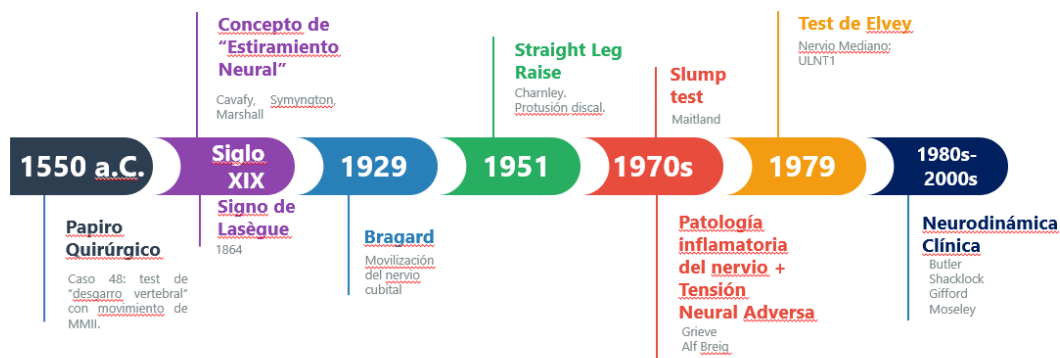 Concepto de
“Estiramiento
Neural”
Cavafy, Symyngton,
Marshall
Straight Leg
Raise
Charnley.
Protusión discal.
Slump
test
Maitland
Test de Elvey
Nervio Mediano:
ULNT1
1550 a.C.
Siglo
XIX
1929
1951
1970s
1979
1980s-
2000s
Papiro
Quirúrgico
Caso 48: test de
“desgarro vertebral”
con movimiento de
MMII.
Signo de
Lasègue
1864
Bragard
Movilización
del nervio
cubital
Patología
inflamatoria
del nervio +
Tensión
Neural Adversa
Grieve
Alf Breig
Neurodinámica
Clínica
Butler
Shacklock
Gifford
Moseley